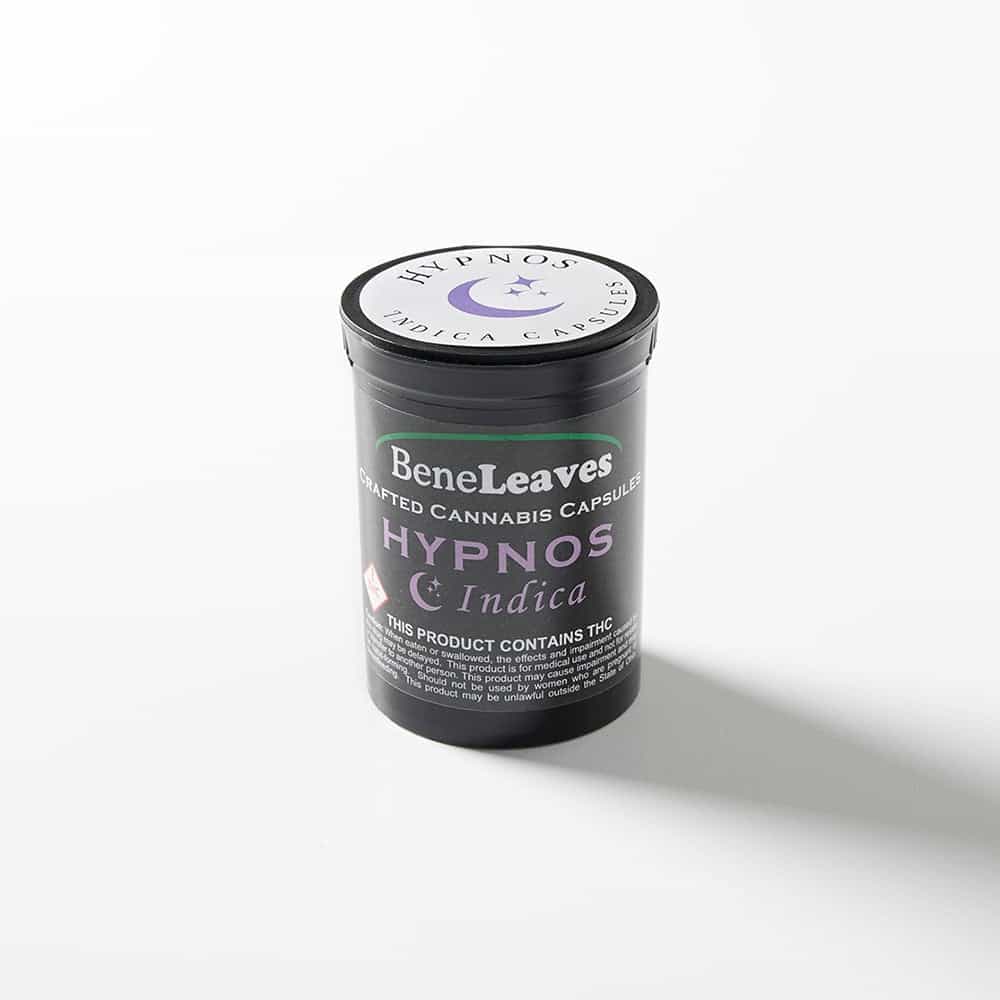 HYPNOS
INDICA CAPSULES
BeneLeaves
CRAFTED CANNABIS CAPSULES
HYPNOS
Indica
THIS PRODUCT CONTAINS THC
When eaten or swallowed, the effects and impairment caused by
may be delayed. This product is for medical use and not for resale
to another person. This product may cause impairment and may
Should not be used by women who are pregnant
This product may be unlawful outside the State of